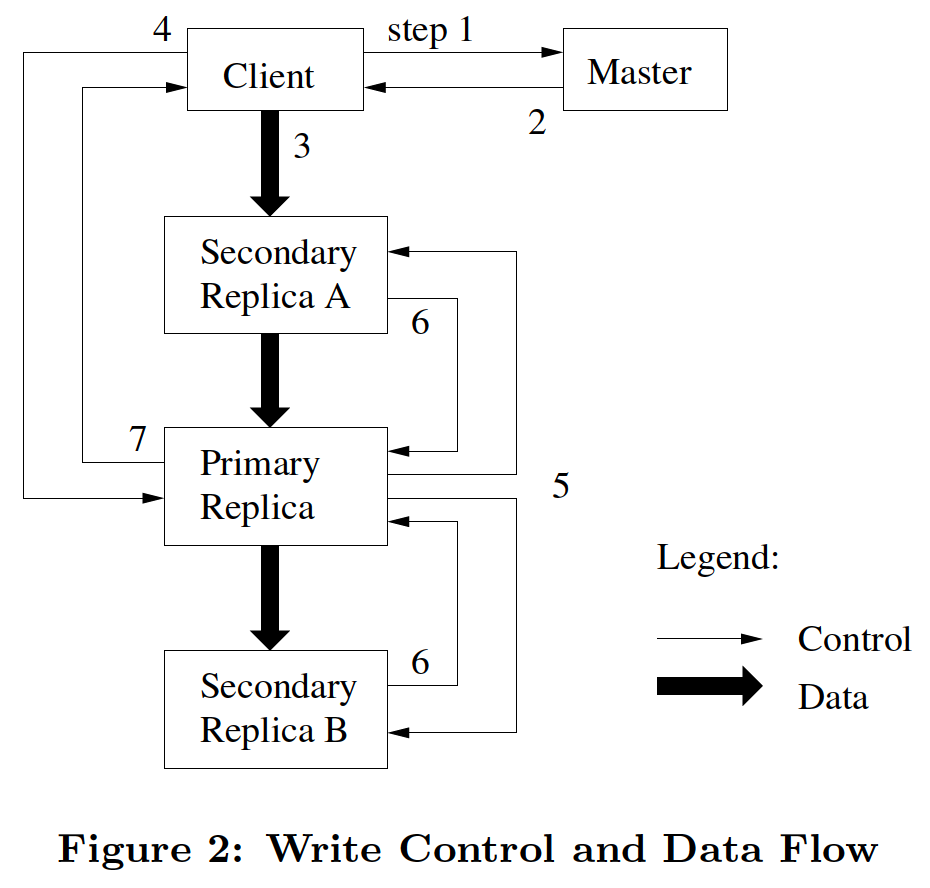 4
step 1
Client
Master
2
3
Secondary
Replica A
6
7
Primary
Replica
5
Legend:
Control
6
Secondary
Replica B
Data
Figure 2: Write Control and Data Flow